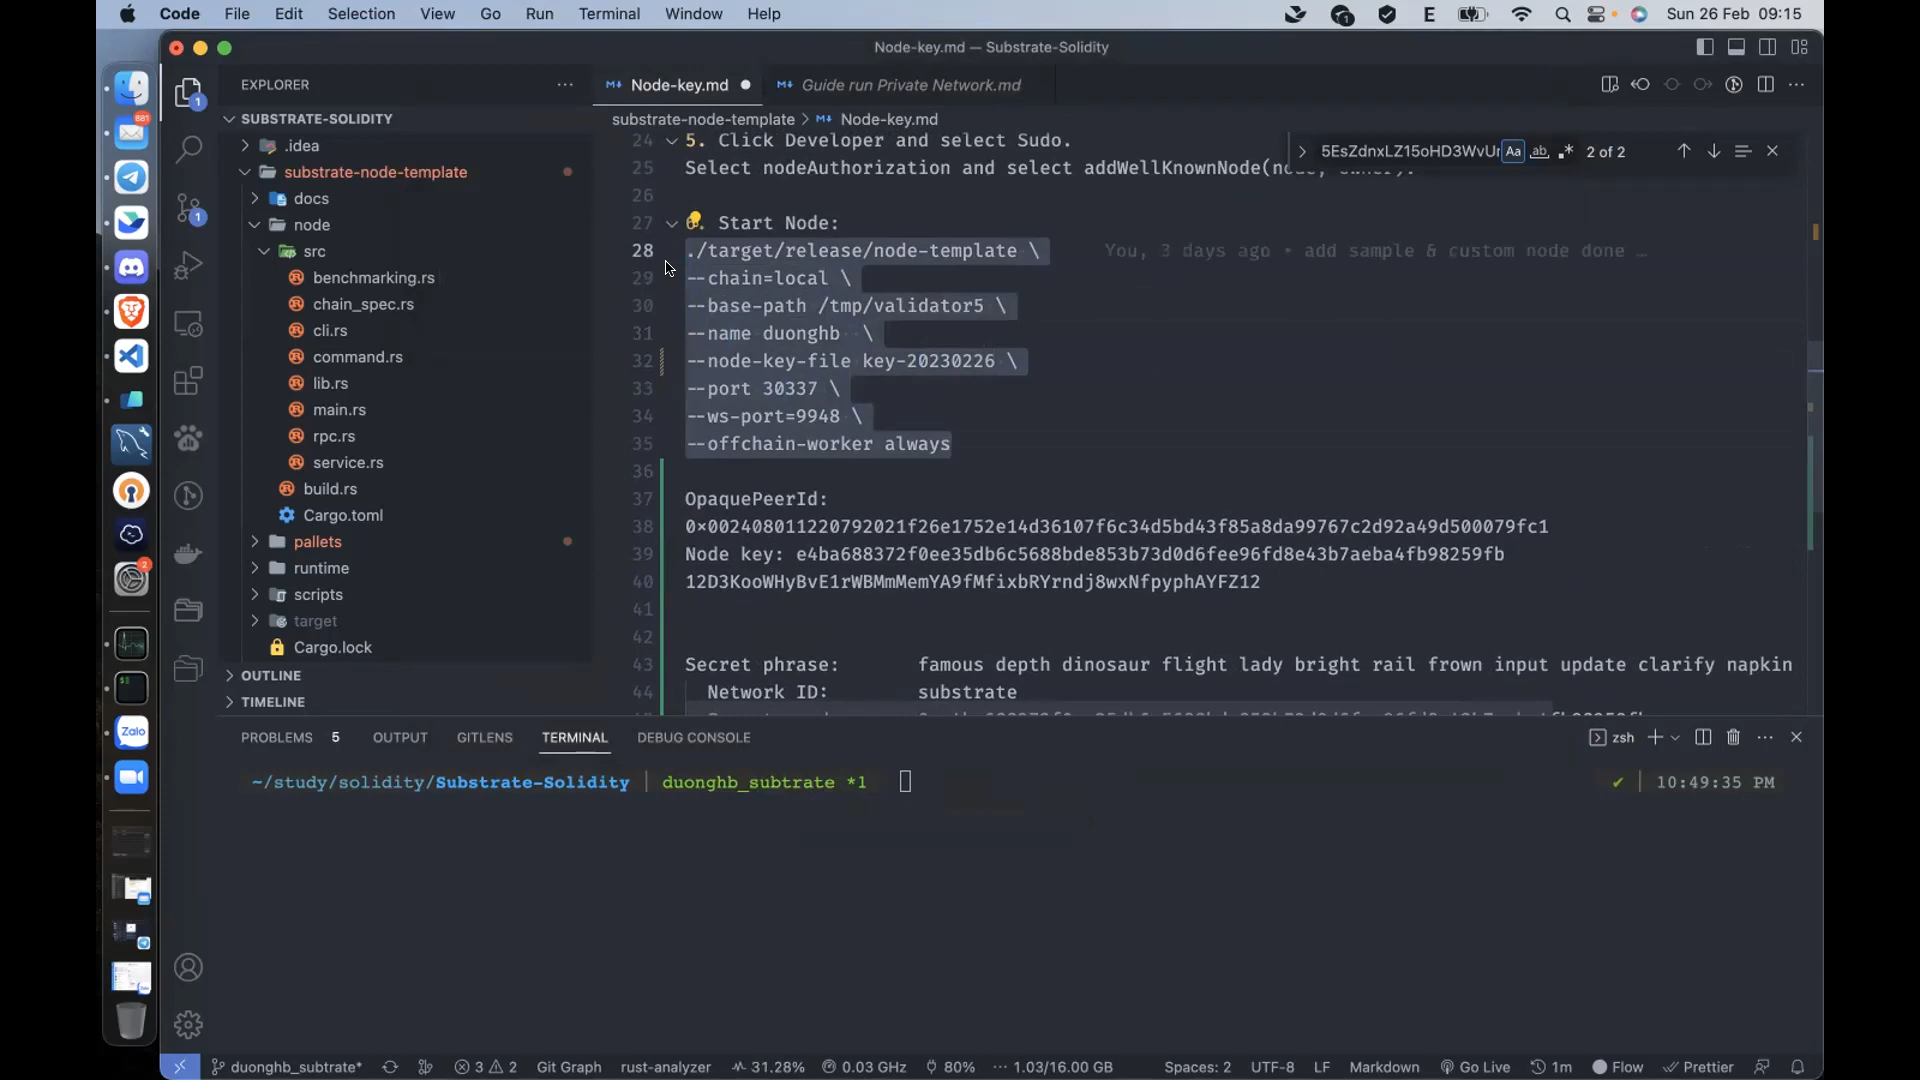 Code File Edit Selection View Go Run Terminal Window Help
E Sun 26 Feb 09:15
Node-key.md — Substrate-Solidity
EXPLORER
Node-key.md
Guide run Private Network.md
SUBSTRATE-SOLIDITY
.idea
substrate-node-template
docs
node
src
benchmarking.rs
chain_spec.rs
cli.rs
command.rs
lib.rs
main.rs
rpc.rs
service.rs
build.rs
Cargo.toml
pallets
runtime
scripts
target
Cargo.lock
OUTLINE
TIMELINE
substrate-node-template > Node-key.md
Aa ab 2 of 2
24 5. Click Developer and select Sudo.
25 Select nodeAuthorization and select addWellKnownNode(node, owner).
26
27 Start Node:
28 ./target/release/node-template \ You, 3 days ago • add sample & custom node done …
29 --chain=local \
30 --base-path /tmp/validator5 \
31 --name duonghb \
32 --node-key-file key-20230226 \
33 --port 30337 \
34 --ws-port=9948 \
35 --offchain-worker always
36
37 OpaquePeerId:
38 0x002408011220792021f26e1752e14d36107f6c34d5bd43f85a8da99767c2d92a49d500079fc1
39 Node key: e4ba688372f0ee35db6c5688bde853b73d0d6fee96fd8e43b7aeba4fb98259fb
40 12D3KooWHyBvE1rWBMmMemYA9fMfixbRYrndj8wxNfpyphAYFZ12
41
42
43 Secret phrase: famous depth dinosaur flight lady bright rail frown input update clarify napkin
44 Network ID: substrate
PROBLEMS 5 OUTPUT GITLENS TERMINAL DEBUG CONSOLE
zsh
~/study/solidity/Substrate-Solidity | duonghb_subtrate *1
10:49:35 PM
duonghb_subtrate* 3 2 Git Graph rust-analyzer 31.28% 0.03 GHz 80% 1.03/16.00 GB Spaces: 2 UTF-8 LF Markdown Go Live 1m Flow Prettier
681
Zalo
2
1
1